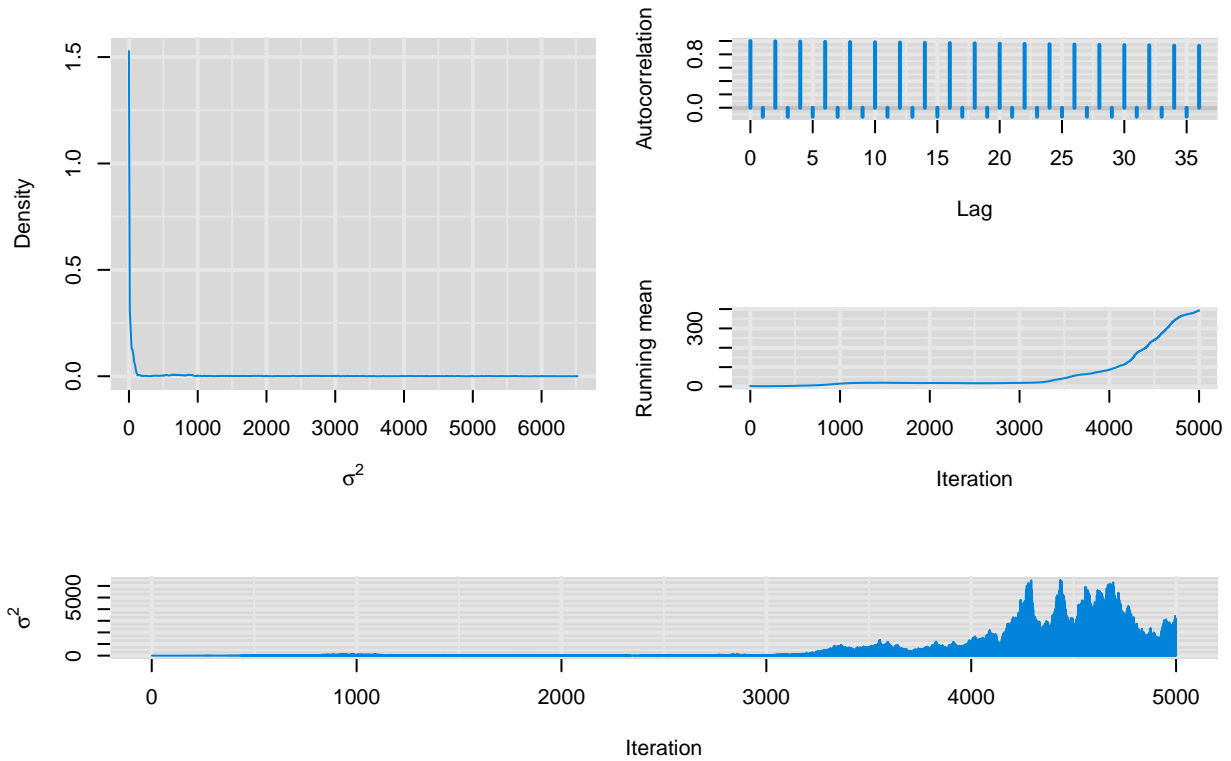 Density
1.5
1.0
0.5
0.0
0 1000 2000 3000 4000 5000 6000
σ²
Autocorrelation
0.8
0.0
0 5 10 15 20 25 30 35
Lag
Running mean
300
0
0 1000 2000 3000 4000 5000
Iteration
σ²
5000
0
0 1000 2000 3000 4000 5000
Iteration